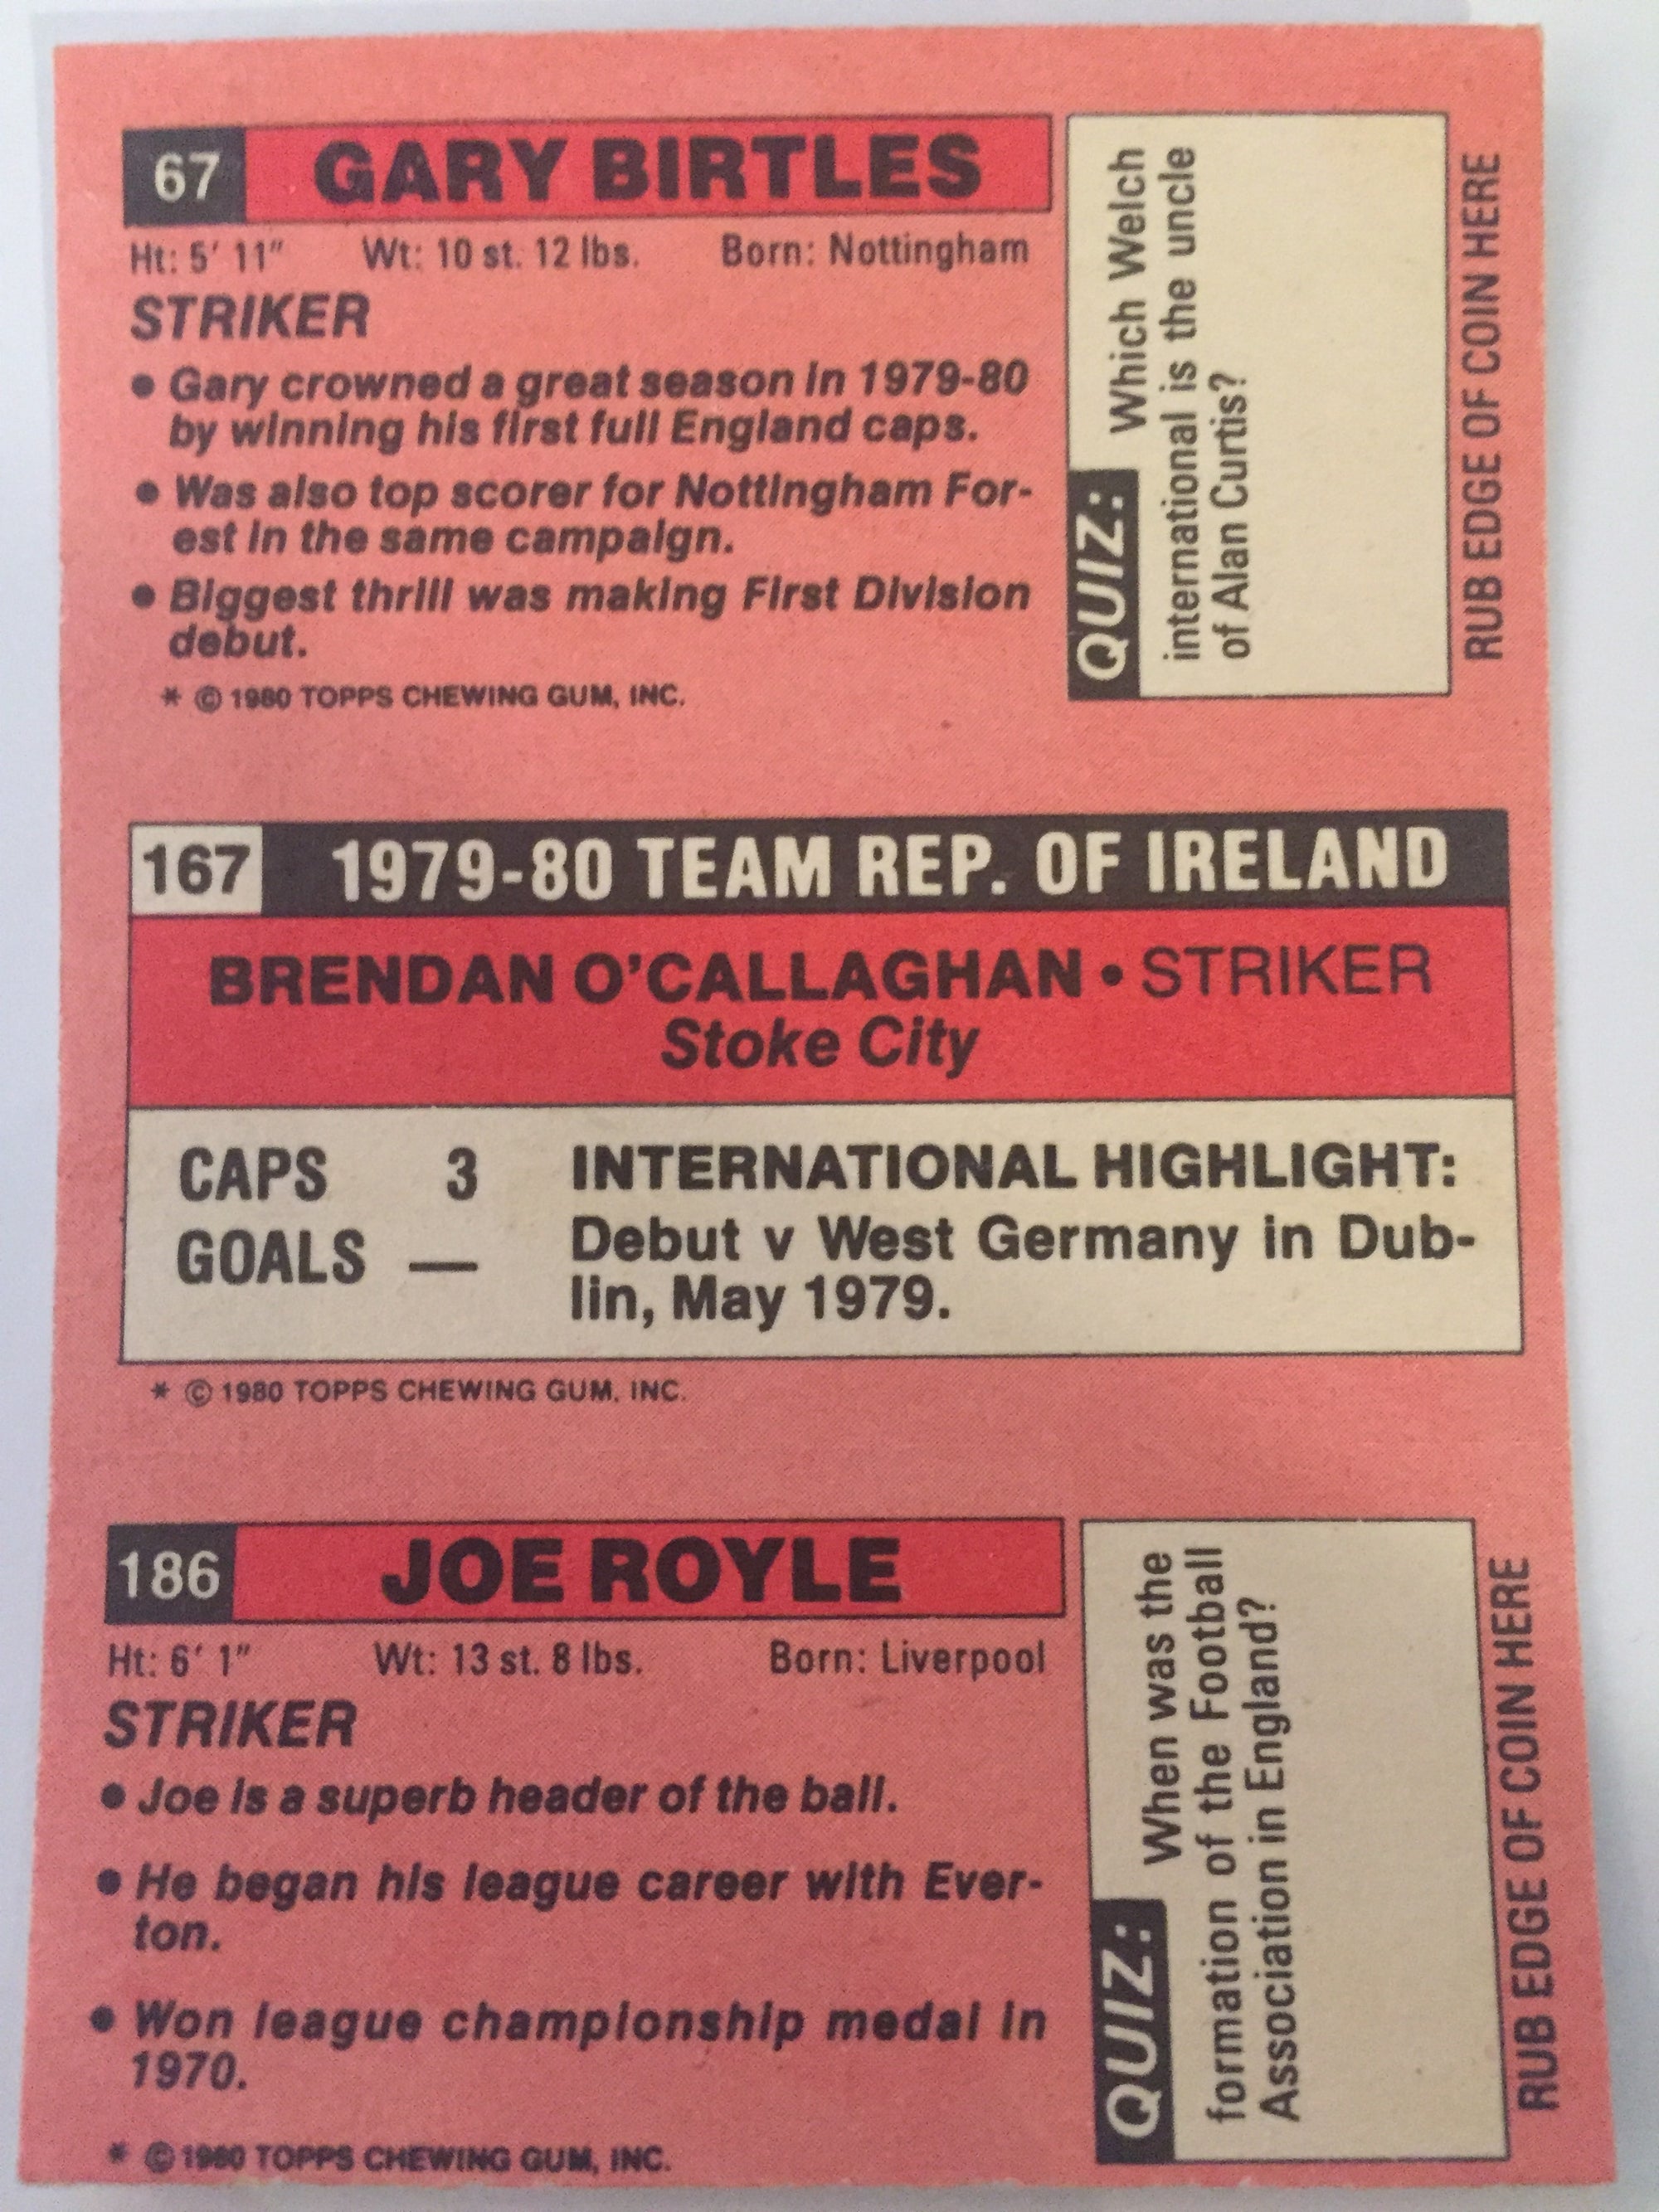 67 GARY BIRTLES
Ht: 5' 11" Wt: 10 st. 12 lbs. Born: Nottingham
STRIKER
• Gary crowned a great season in 1979-80
by winning his first full England caps.
• Was also top scorer for Nottingham For-
est in the same campaign.
• Biggest thrill was making First Division
debut.
* © 1980 TOPPS CHEWING GUM, INC.
QUIZ: Which Welch
international is the uncle
of Alan Curtis?
RUB EDGE OF COIN HERE
167 1979-80 TEAM REP. OF IRELAND
BRENDAN O'CALLAGHAN • STRIKER
Stoke City
CAPS 3
GOALS —
INTERNATIONAL HIGHLIGHT:
Debut v West Germany in Dub-
lin, May 1979.
* © 1980 TOPPS CHEWING GUM, INC.
186 JOE ROYLE
Ht: 6' 1" Wt: 13 st. 8 lbs. Born: Liverpool
STRIKER
• Joe is a superb header of the ball.
• He began his league career with Ever-
ton.
• Won league championship medal in
1970.
* © 1980 TOPPS CHEWING GUM, INC.
QUIZ: When was the
formation of the Football
Association in England?
RUB EDGE OF COIN HERE